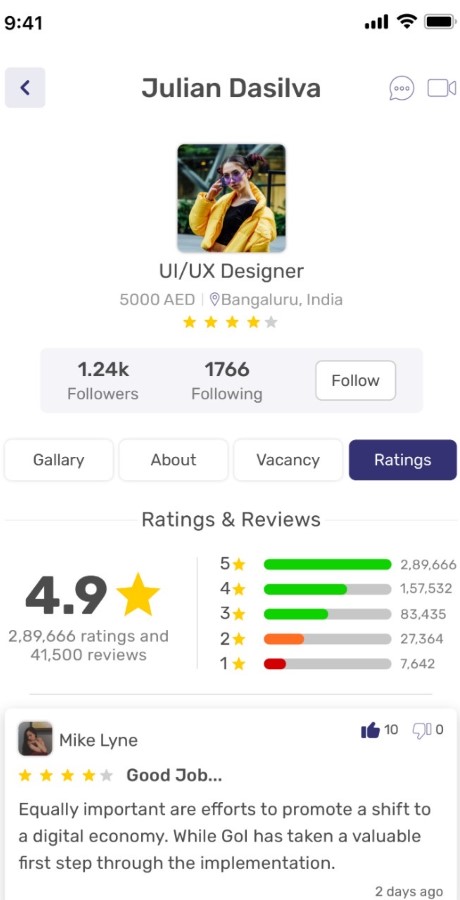 9:41
Julian Dasilva
UI/UX Designer
5000 AED | Bangaluru, India
1.24k
Followers
1766
Following
Follow
Gallary
About
Vacancy
Ratings
Ratings & Reviews
4.9
2,89,666 ratings and
41,500 reviews
5 2,89,666
4 1,57,532
3 83,435
2 27,364
1 7,642
Mike Lyne
10
0
Good Job...
Equally important are efforts to promote a shift to
a digital economy. While GoI has taken a valuable
first step through the implementation.
2 days ago